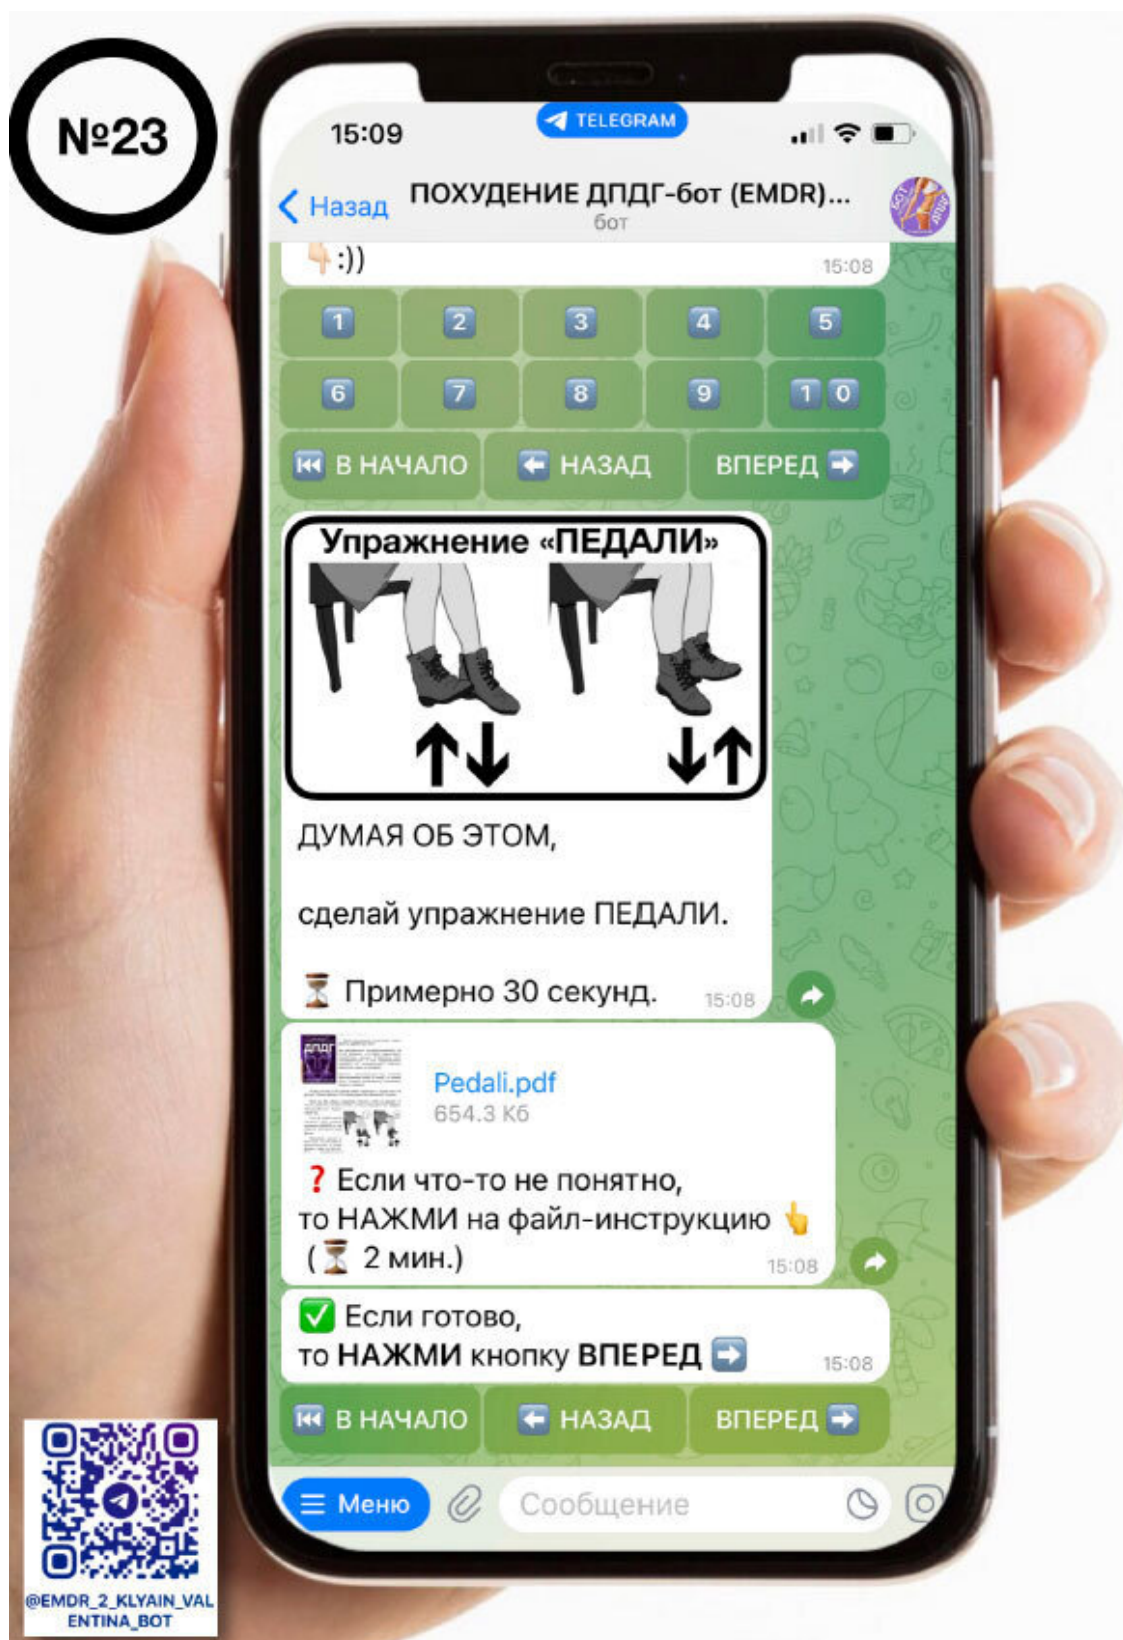 №23
15:09
TELEGRAM
Назад
ПОХУДЕНИЕ ДПДГ-бот (EMDR)...
бот
БОТ
ДПДГ
👇🏻:))
15:08
1 2 3 4 5
6 7 8 9 10
В НАЧАЛО НАЗАД ВПЕРЕД
Упражнение «ПЕДАЛИ»
ДУМАЯ ОБ ЭТОМ,
сделай упражнение ПЕДАЛИ.
⏳ Примерно 30 секунд. 15:08
ДПДГ
Pedali.pdf
654.3 Кб
❓ Если что-то не понятно,
то НАЖМИ на файл-инструкцию 👆
(⏳ 2 мин.) 15:08
✅ Если готово,
то НАЖМИ кнопку ВПЕРЕД ➡️ 15:08
В НАЧАЛО НАЗАД ВПЕРЕД
Меню
Сообщение
@EMDR_2_KLYAIN_VAL
ENTINA_BOT